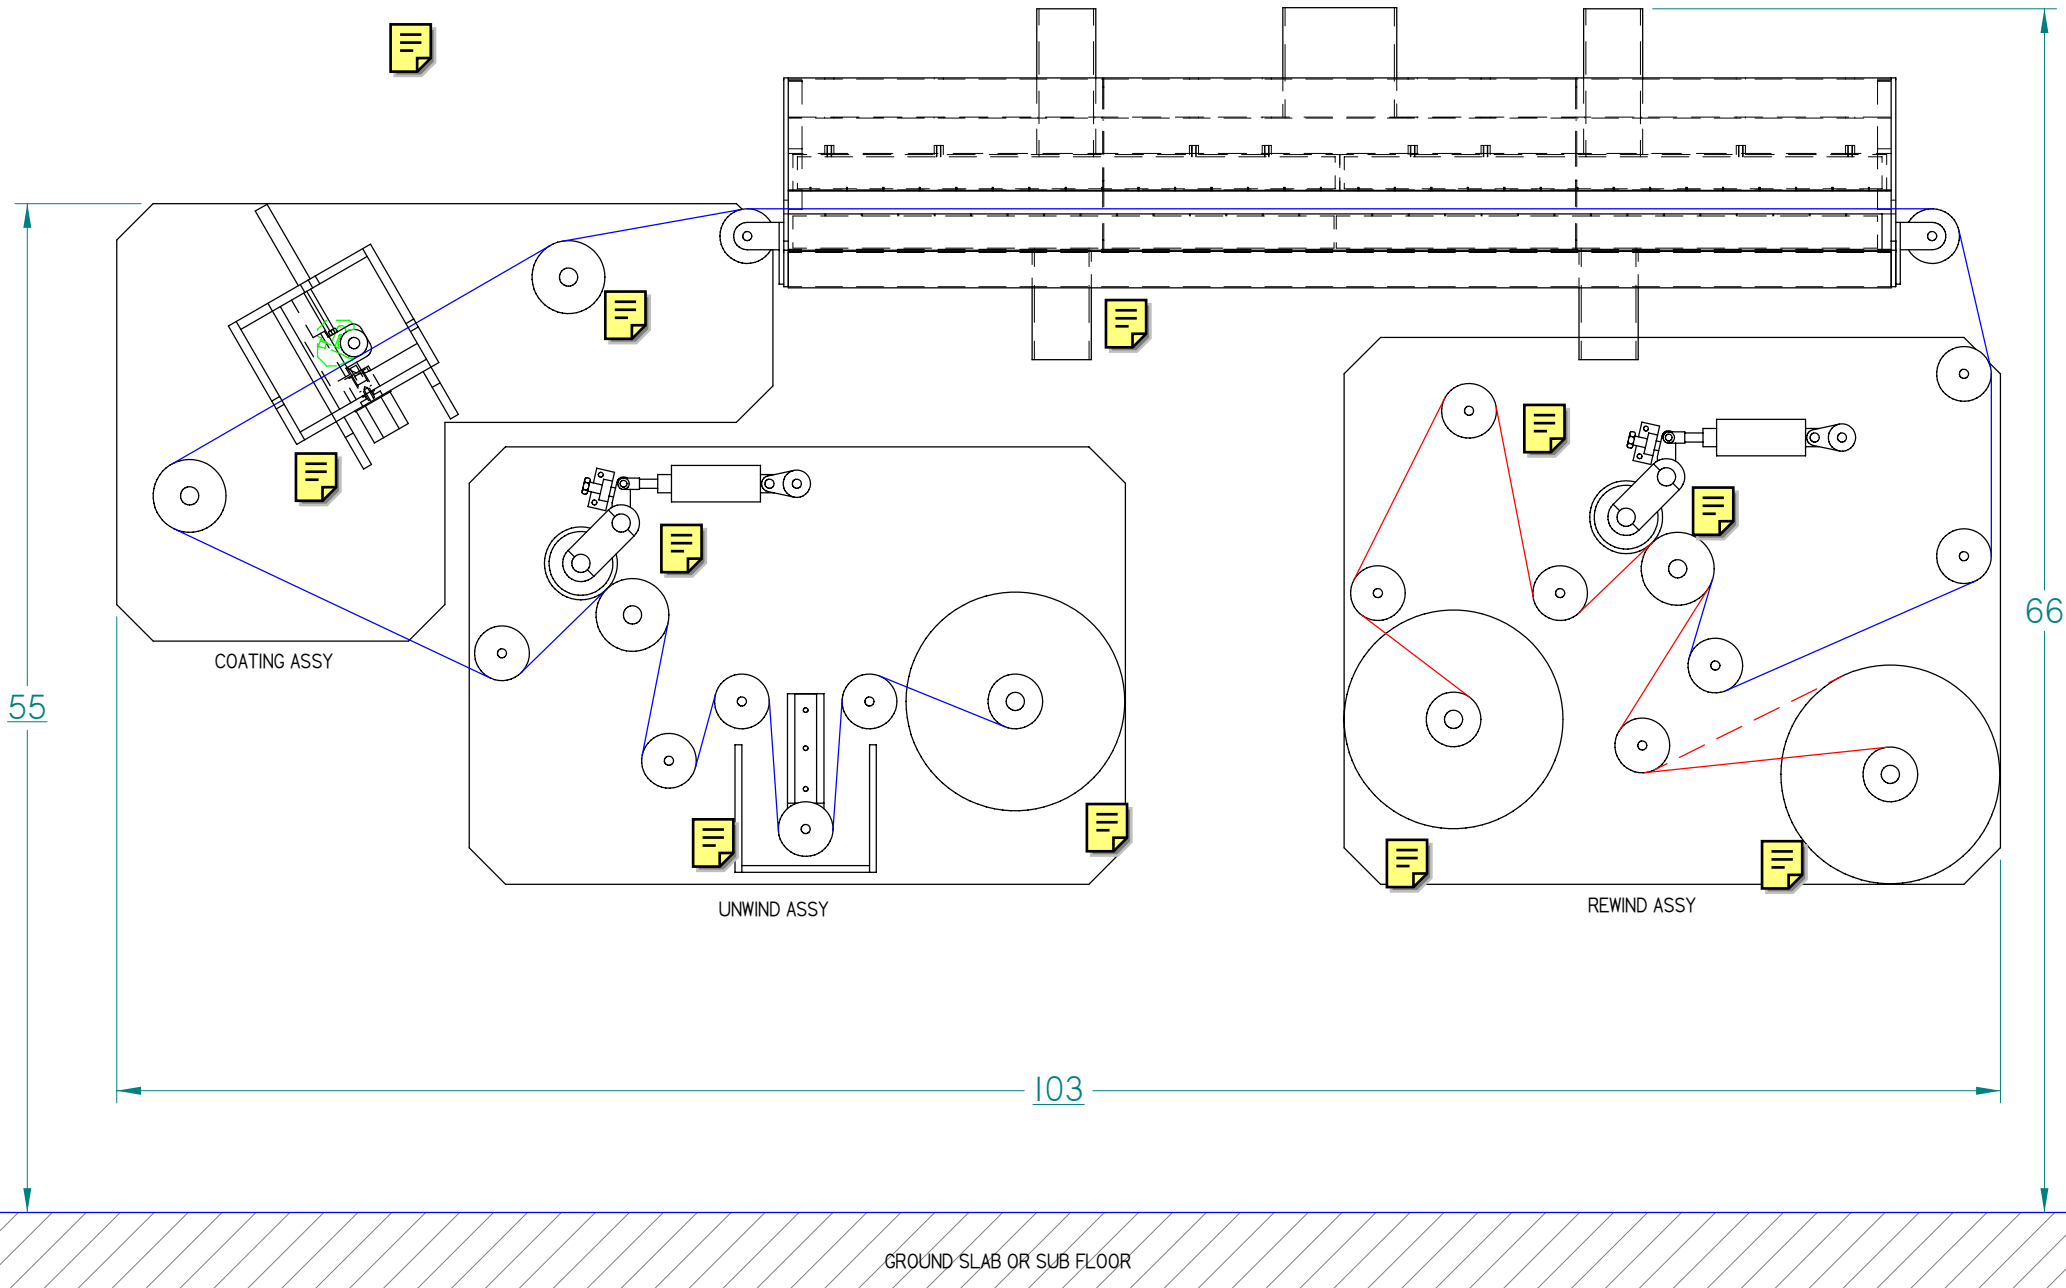 66
COATING ASSY
55
UNWIND ASSY
REWIND ASSY
103
GROUND SLAB OR SUB FLOOR